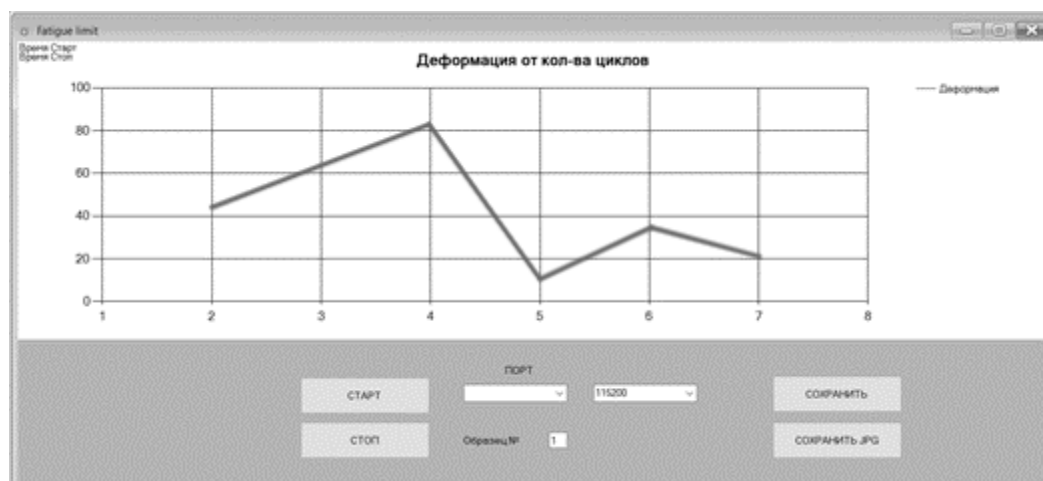 Fatigue limit
Время Старт
Время Стоп
Деформация от кол-ва циклов
Деформация
100
80
60
40
20
0
1 2 3 4 5 6 7 8
ПОРТ
СТАРТ 115200 СОХРАНИТЬ
СТОП Образец № 1 СОХРАНИТЬ JPG